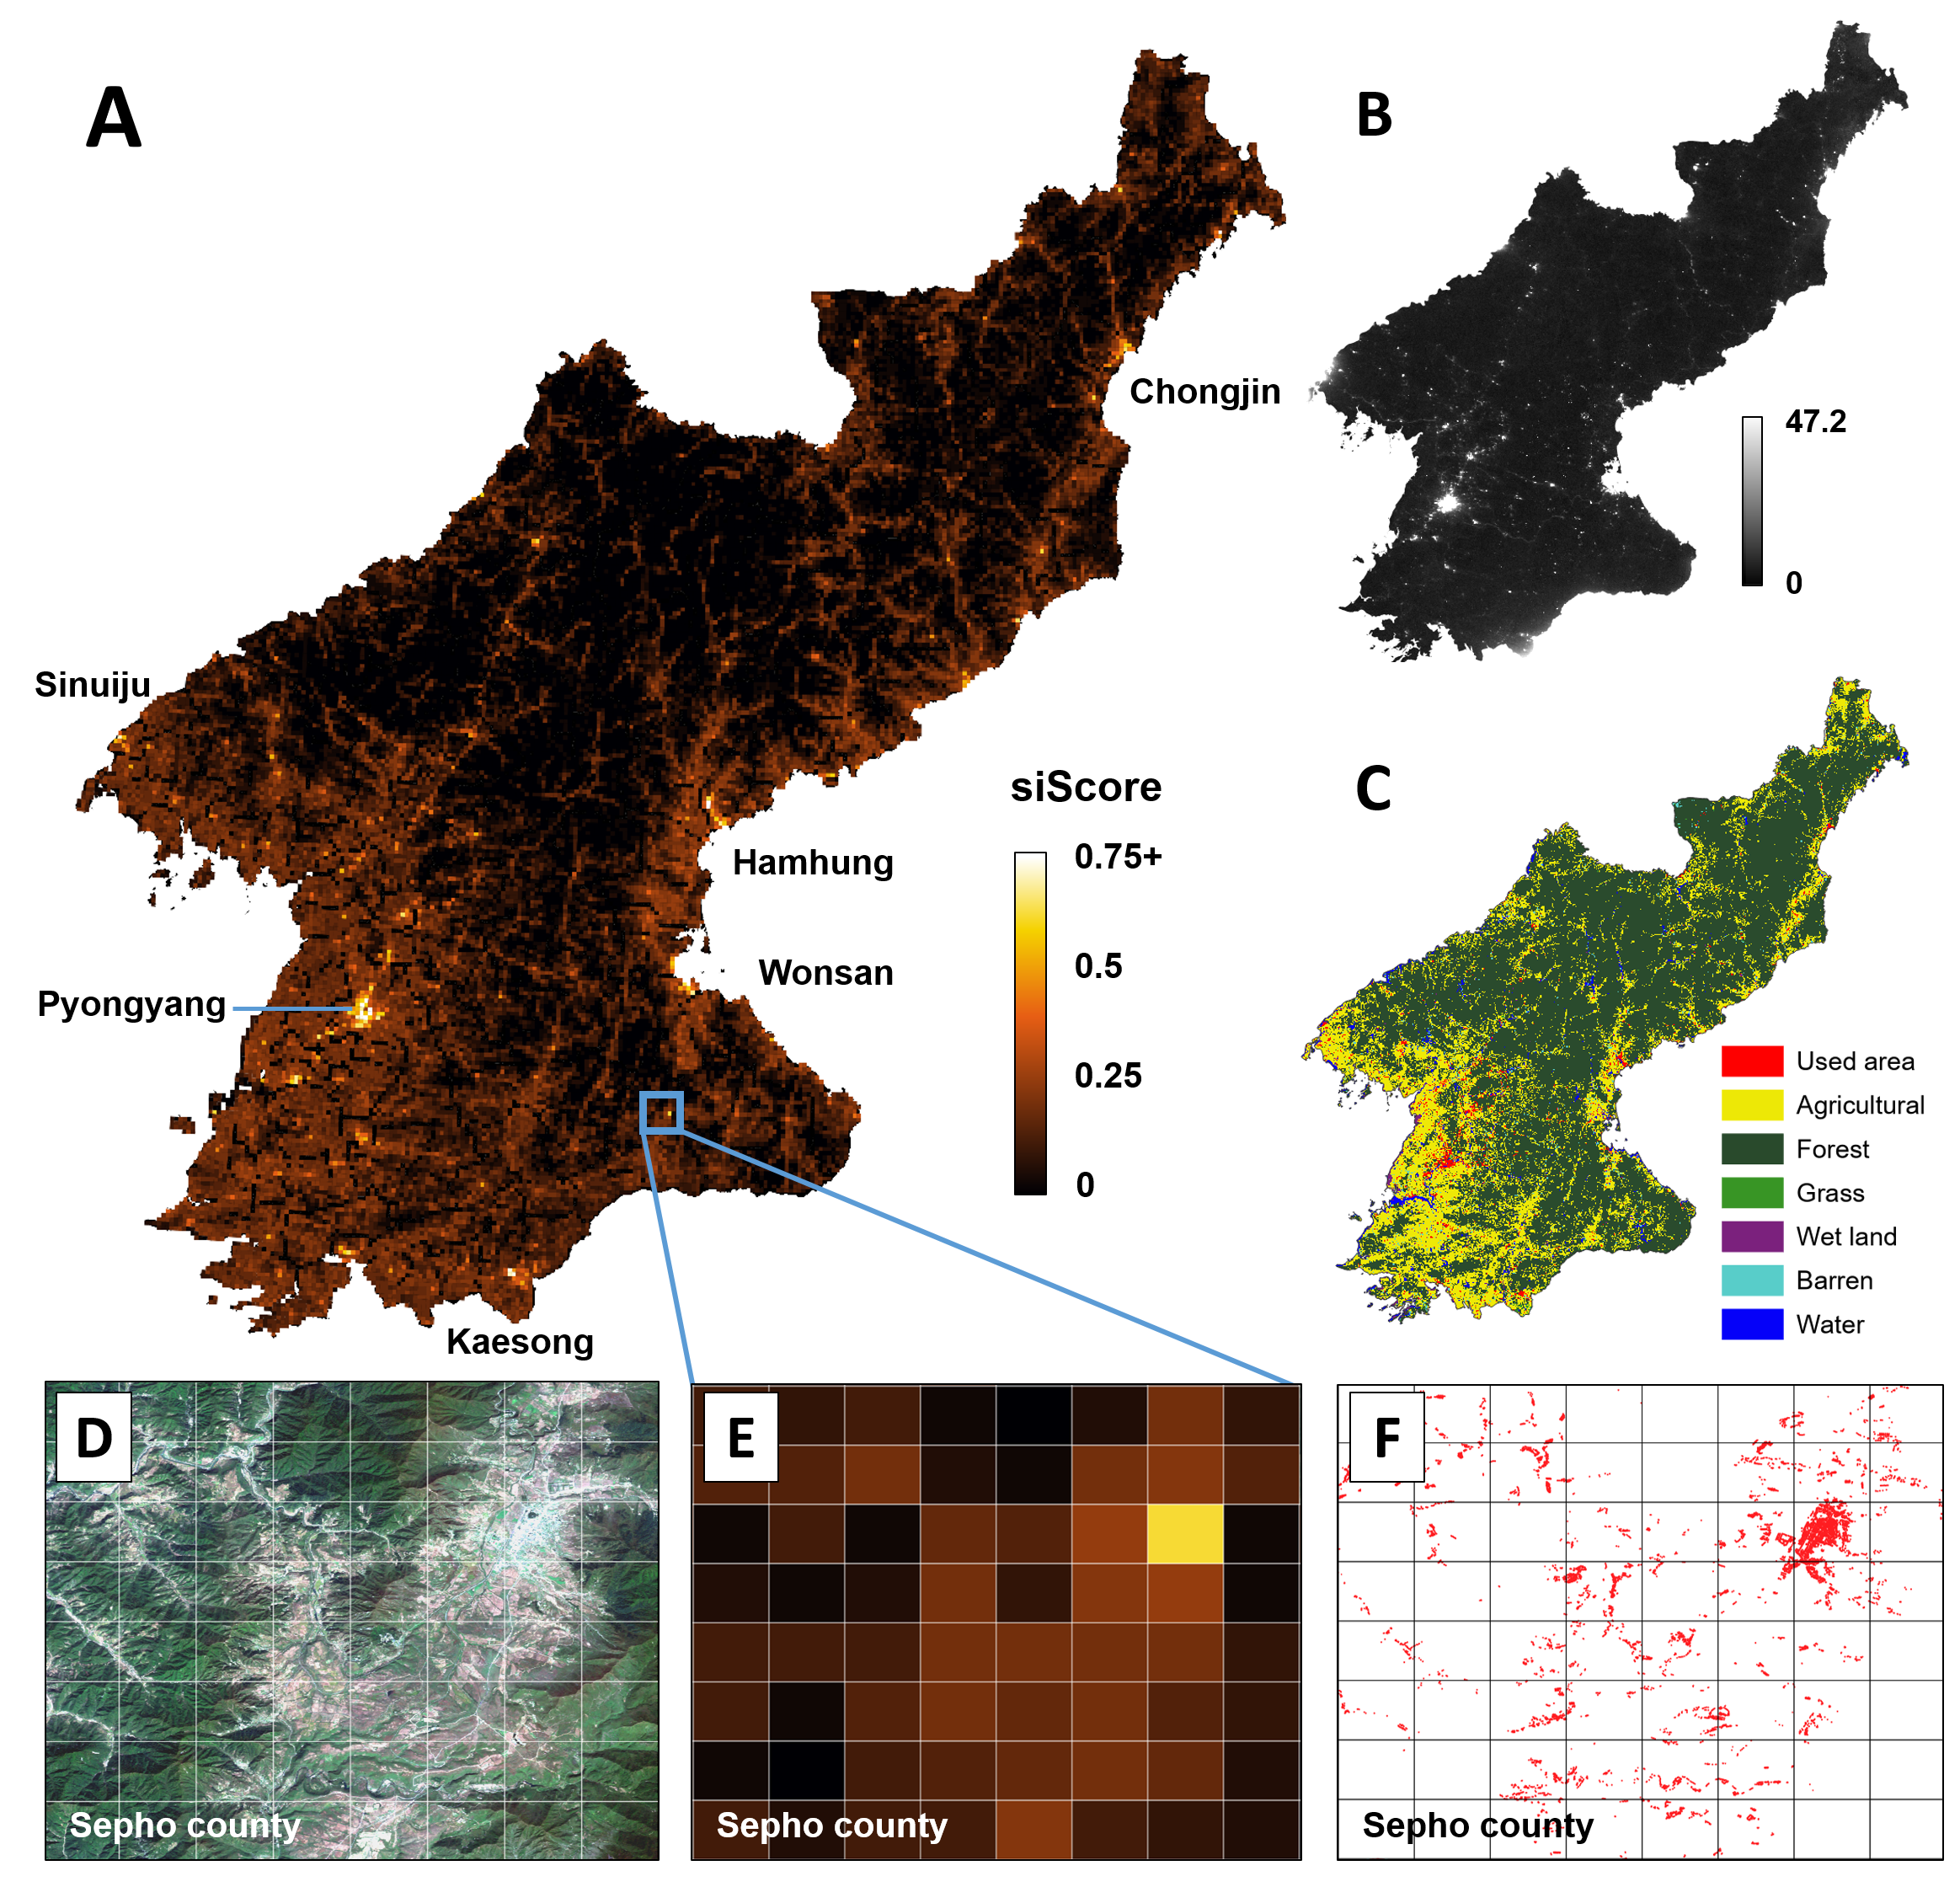 A
B
47.2
0
Chongjin
Sinuiju
siScore
0.75+
0.5
0.25
0
Hamhung
Wonsan
Pyongyang
Kaesong
C
Used area
Agricultural
Forest
Grass
Wet land
Barren
Water
D
Sepho county
E
Sepho county
F
Sepho county